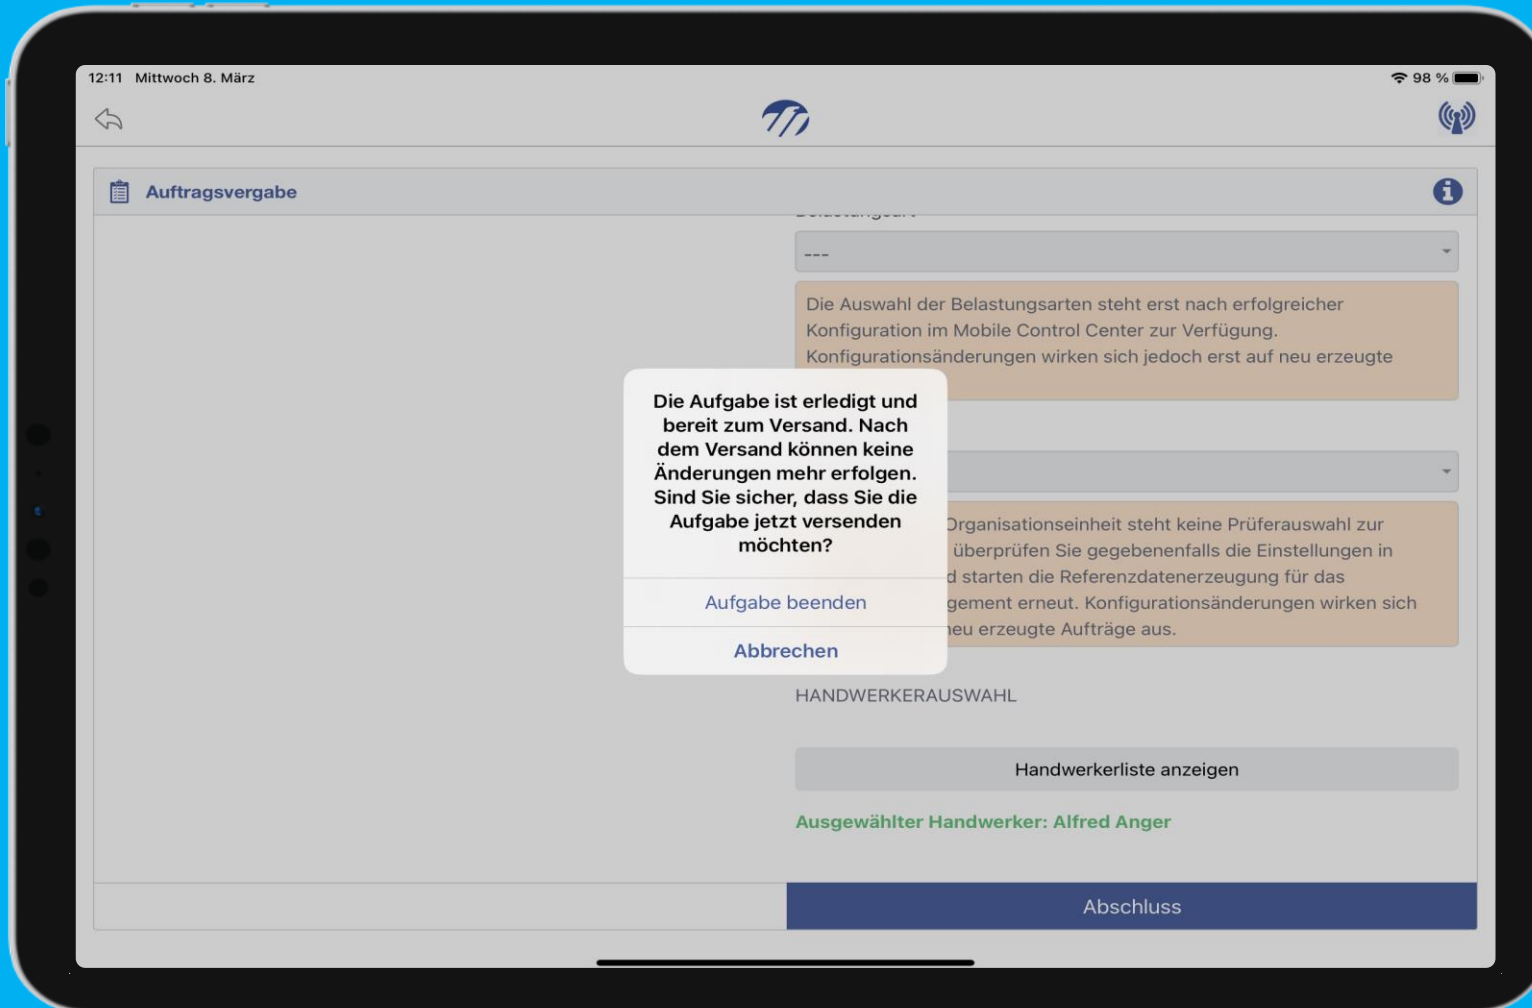 12:11 Mittwoch 8. März
98 %
Auftragsvergabe
---
Die Auswahl der Belastungsarten steht erst nach erfolgreicher
Konfiguration im Mobile Control Center zur Verfügung.
Konfigurationsänderungen wirken sich jedoch erst auf neu erzeugte
Die Aufgabe ist erledigt und
bereit zum Versand. Nach
dem Versand können keine
Änderungen mehr erfolgen.
Sind Sie sicher, dass Sie die
Aufgabe jetzt versenden
möchten?
Aufgabe beenden
Abbrechen
Organisationseinheit steht keine Prüferauswahl zur
überprüfen Sie gegebenenfalls die Einstellungen in
starten die Referenzdatenerzeugung für das
erneut. Konfigurationsänderungen wirken sich
neu erzeugte Aufträge aus.
HANDWERKERAUSWAHL
Handwerkerliste anzeigen
Ausgewählter Handwerker: Alfred Anger
Abschluss